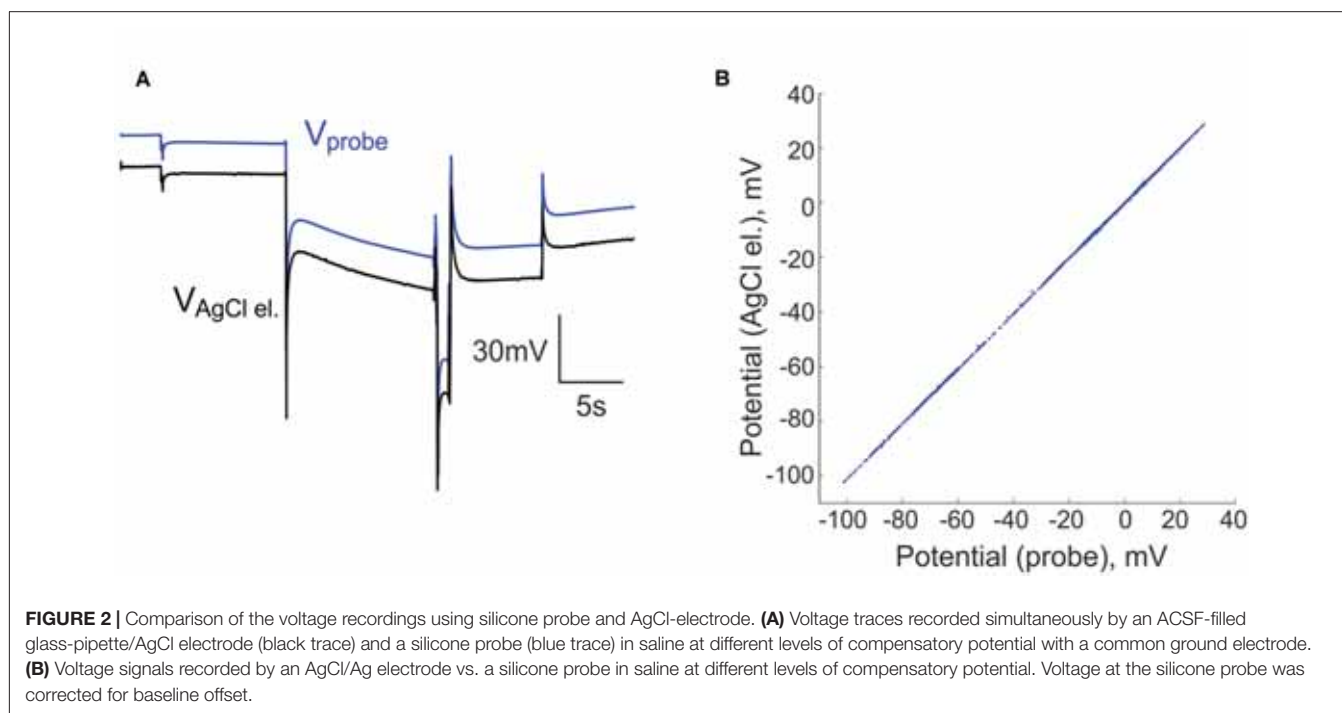 A
V probe
V AgCl el.
30mV
5s
B
Potential (AgCl el.), mV
40
20
0
-20
-40
-60
-80
-100
-100 -80 -60 -40 -20 0 20 40
Potential (probe), mV
FIGURE 2 | Comparison of the voltage recordings using silicone probe and AgCl-electrode. (A) Voltage traces recorded simultaneously by an ACSF-filled
glass-pipette/AgCl electrode (black trace) and a silicone probe (blue trace) in saline at different levels of compensatory potential with a common ground electrode.
(B) Voltage signals recorded by an AgCl/Ag electrode vs. a silicone probe in saline at different levels of compensatory potential. Voltage at the silicone probe was
corrected for baseline offset.